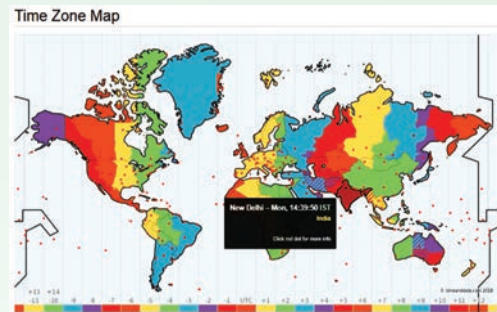 Time Zone Map
New Delhi – Mon, 14:39:50 IST
India
Click red dot for more info
+13 +14
-11 -10 -9 -8 -7 -6 -5 -4 -3 -2 -1 UTC +1 +2 +3 +4 +5 +6 +7 +8 +9 +10 +11 +12